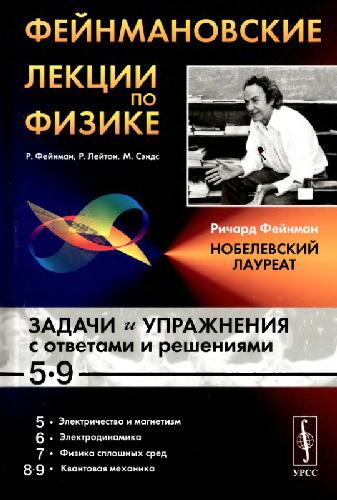 ФЕЙНМАНОВСКИЕ
ЛЕКЦИИ
ПО
ФИЗИКЕ
Р. Фейнман, Р. Лейтон, М. Сэндс
Ричард Фейнман
НОБЕЛЕВСКИЙ
ЛАУРЕАТ
ЗАДАЧИ и УПРАЖНЕНИЯ
с ответами и решениями
5•9
5 • Электричество и магнетизм
6 • Электродинамика
7 • Физика сплошных сред
8•9 • Квантовая механика
УРСС